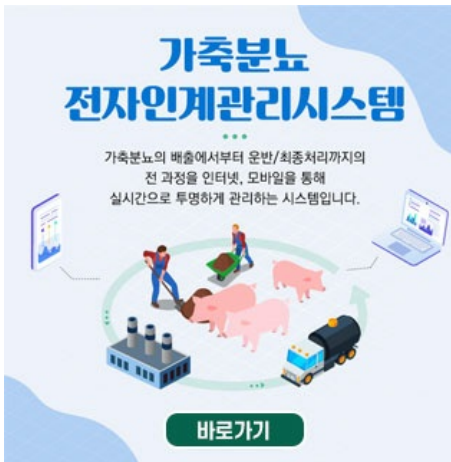 가축분뇨
전자인계관리시스템
가축분뇨의 배출에서부터 운반/최종처리까지의
전 과정을 인터넷, 모바일을 통해
실시간으로 투명하게 관리하는 시스템입니다.
바로가기